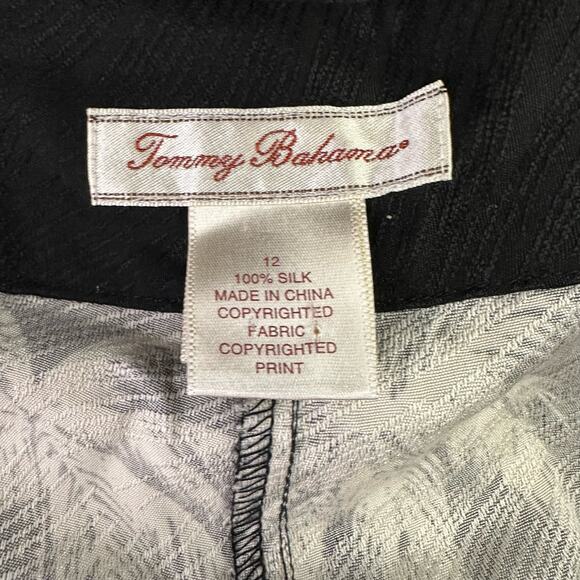 Tommy Bahama®
12
100% SILK
MADE IN CHINA
COPYRIGHTED
FABRIC
COPYRIGHTED
PRINT